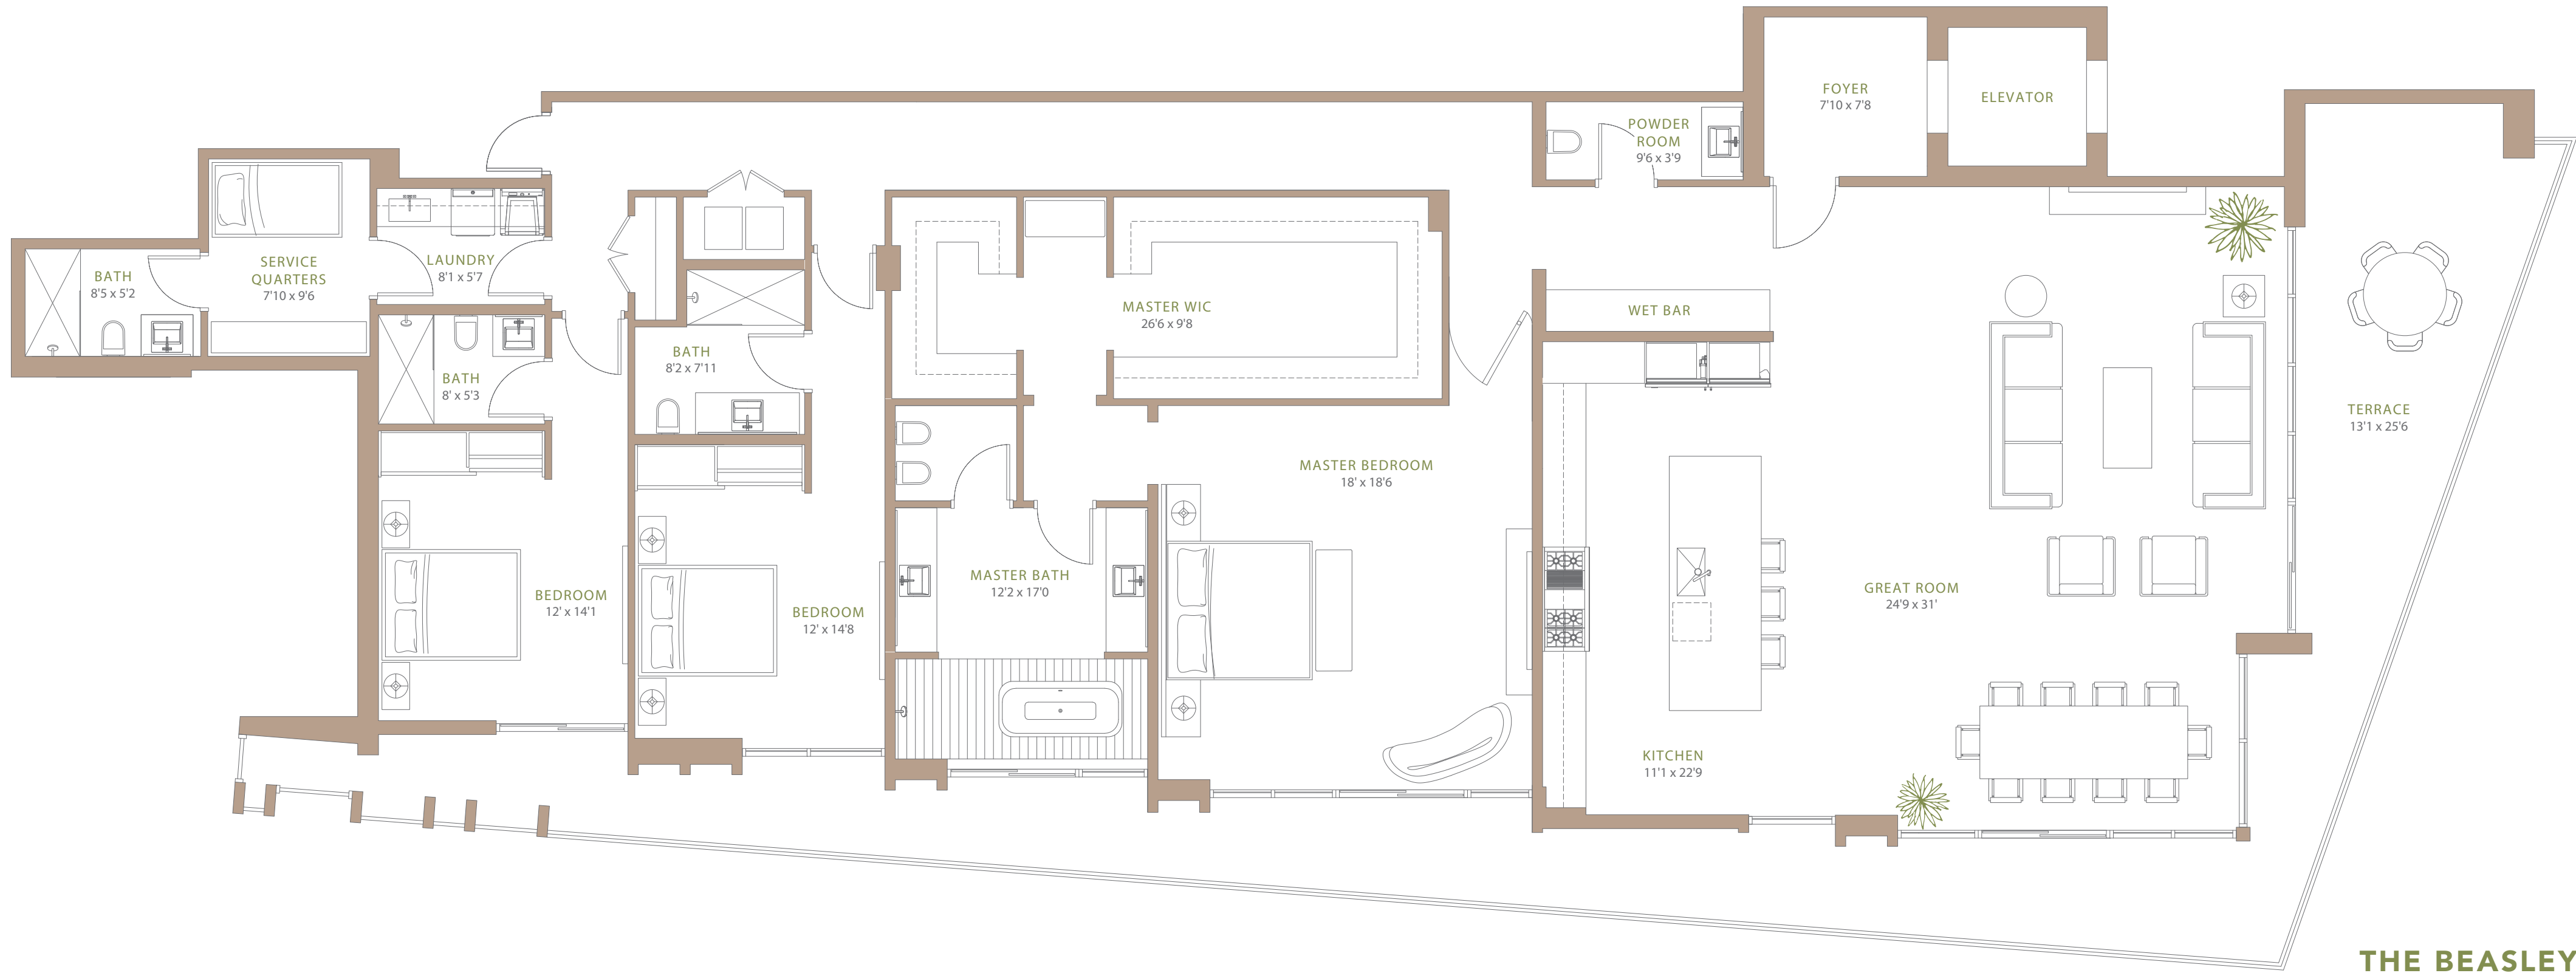 FOYER
7'10 x 7'8
ELEVATOR
POWDER
ROOM
9'6 x 3'9
SERVICE
QUARTERS
7'10 x 9'6
LAUNDRY
8'1 x 5'7
BATH
8'5 x 5'2
MASTER WIC
26'6 x 9'8
WET BAR
BATH
8'2 x 7'11
BATH
8' x 5'3
TERRACE
13'1 x 25'6
MASTER BEDROOM
18' x 18'6
MASTER BATH
12'2 x 17'0
GREAT ROOM
24'9 x 31'
BEDROOM
12' x 14'1
BEDROOM
12' x 14'8
KITCHEN
11'1 x 22'9
THE BEASLEY